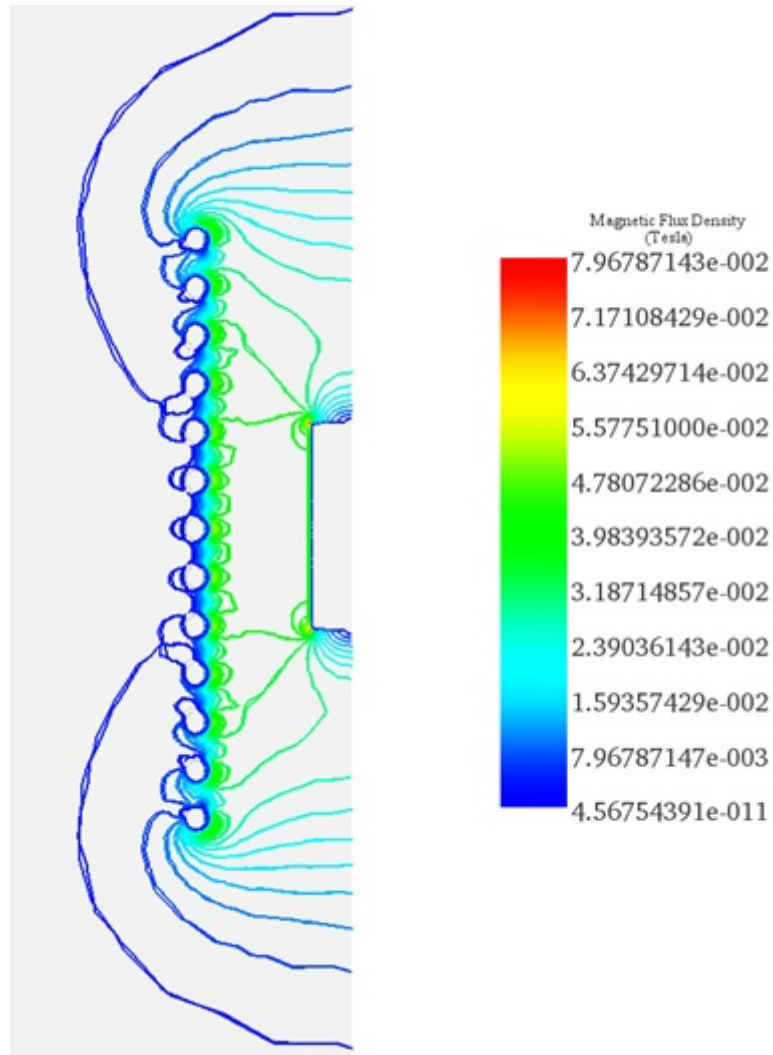 Magnetic Flux Density
(Tesla)
7.96787143e-002
7.17108429e-002
6.37429714e-002
5.57751000e-002
4.78072286e-002
3.98393572e-002
3.18714857e-002
2.39036143e-002
1.59357429e-002
7.96787147e-003
4.56754391e-011